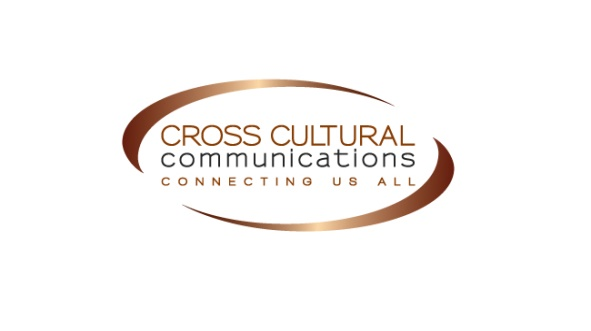 CROSS CULTURAL
communications
CONNECTING US ALL